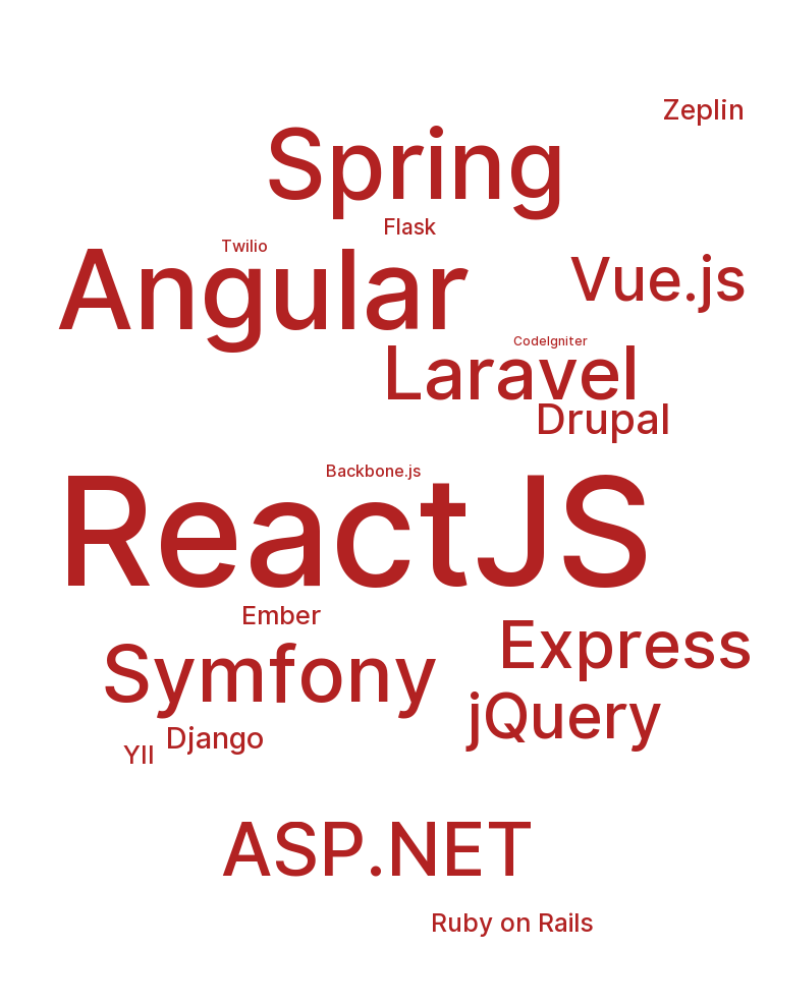 Zeplin
Spring
Flask
Twilio
Angular
Vue.js
CodeIgniter
Laravel
Drupal
Backbone.js
ReactJS
Ember
Express
Symfony
jQuery
Django
YII
ASP.NET
Ruby on Rails